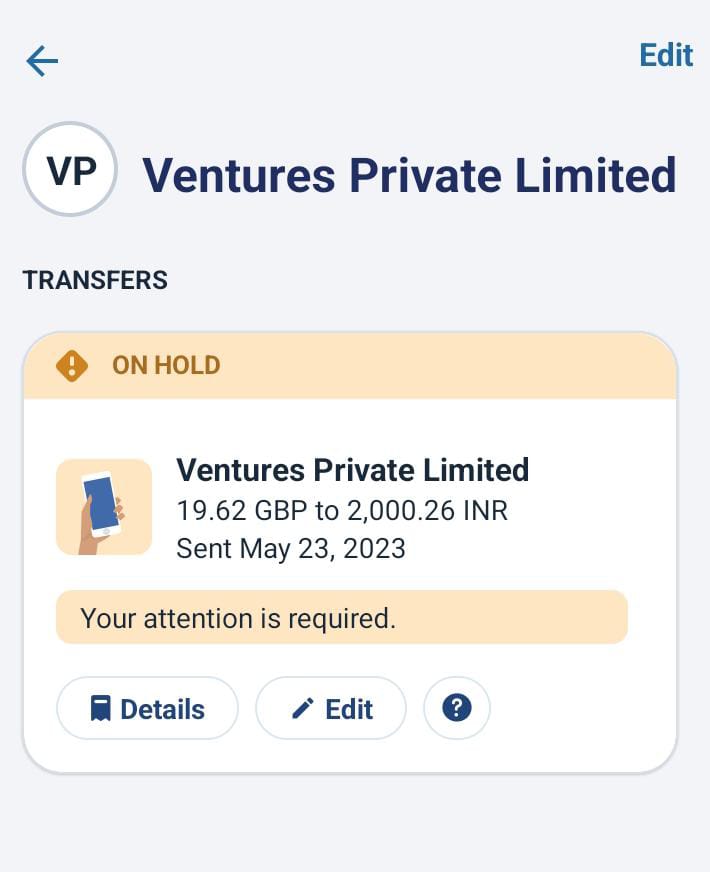 Edit
VP
Ventures Private Limited
TRANSFERS
ON HOLD
Ventures Private Limited
19.62 GBP to 2,000.26 INR
Sent May 23, 2023
Your attention is required.
Details
Edit
?